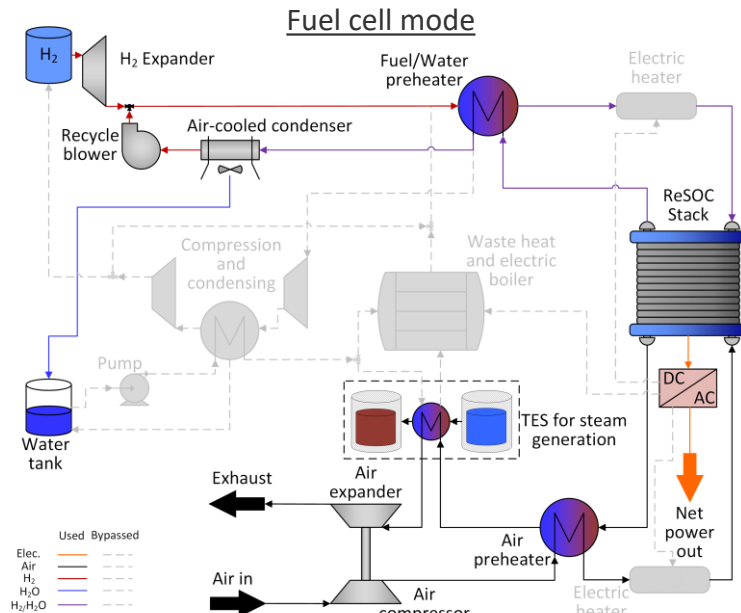 Fuel cell mode
H₂
H₂ Expander
Fuel/Water
preheater
Electric
heater
Recycle
blower
Air-cooled condenser
ReSOC
Stack
Compression
and
condensing
Waste heat
and electric
boiler
Pump
DC
AC
Water
tank
TES for steam
generation
Exhaust
Air
expander
Net
power
out
Air
preheater
Used Bypassed
Elec.
Air
H₂
H₂O
H₂/H₂O
Air in
Air
compressor
Electric
heater